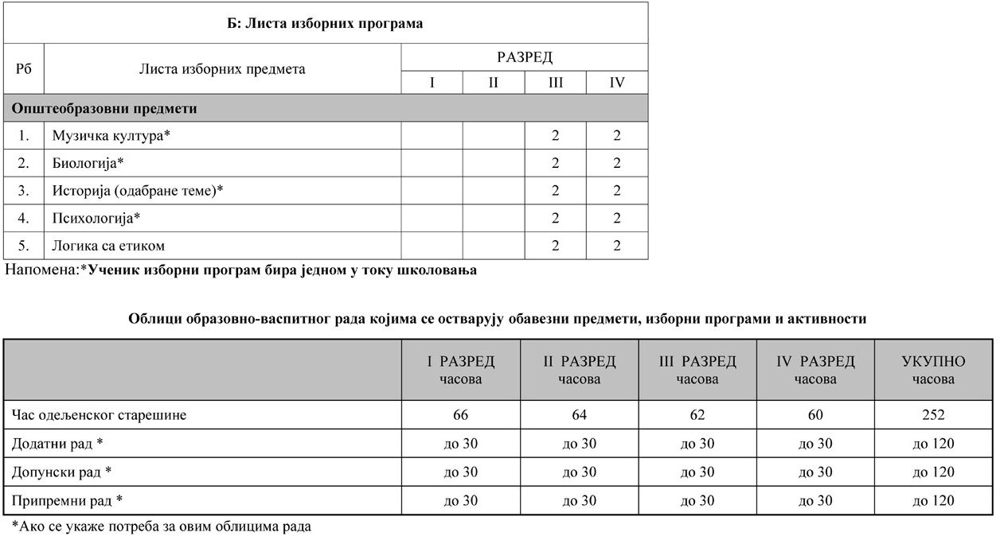 Б: Листа изборних програма
Рб Листа изборних предмета РАЗРЕД
I II III IV
Општеобразовни предмети
1. Музичка култура* 2 2
2. Биологија* 2 2
3. Историја (одабране теме)* 2 2
4. Психологија* 2 2
5. Логика са етиком 2 2
Напомена:*Ученик изборни програм бира једном у току школовања
Облици образовно-васпитног рада којима се остварују обавезни предмети, изборни програми и активности
I РАЗРЕД часова II РАЗРЕД часова III РАЗРЕД часова IV РАЗРЕД часова УКУПНО часова
Час одељенског старешине 66 64 62 60 252
Додатни рад * до 30 до 30 до 30 до 30 до 120
Допунски рад * до 30 до 30 до 30 до 30 до 120
Припремни рад * до 30 до 30 до 30 до 30 до 120
*Ако се укаже потреба за овим облицима рада